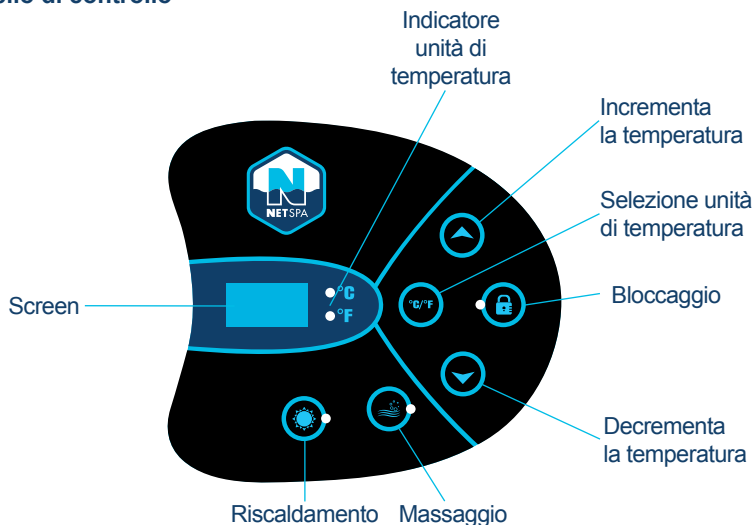 Indicatore
unità di
temperatura
Incrementa
la temperatura
N
NETSPA
Selezione unità
di temperatura
°C
°F
°C/°F
Bloccaggio
Screen
Decrementa
la temperatura
Riscaldamento
Massaggio